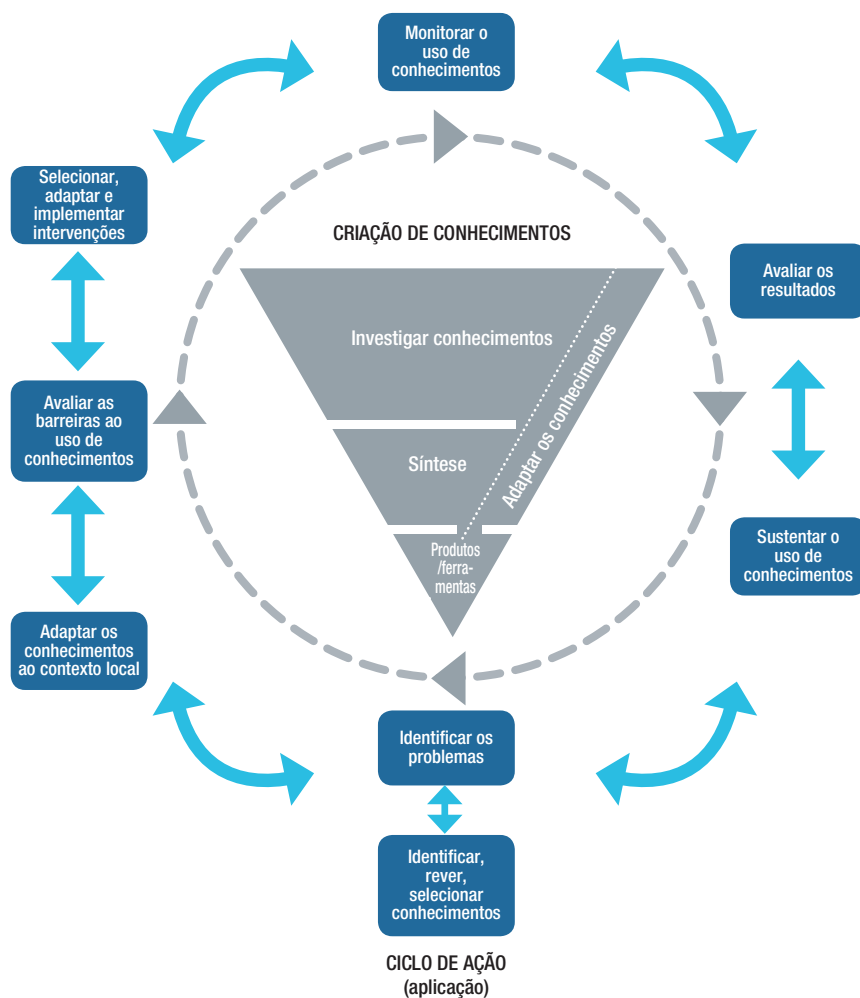 Monitorar o
uso de
conhecimentos
Selecionar,
adaptar e
implementar
intervenções
CRIAÇÃO DE CONHECIMENTOS
Avaliar os
resultados
Investigar conhecimentos
Adaptar os conhecimentos
Avaliar as
barreiras ao
uso de
conhecimentos
Síntese
Sustentar o
uso de
conhecimentos
Produtos
/ferra-
mentas
Adaptar os
conhecimentos
ao contexto local
Identificar os
problemas
Identificar,
rever,
selecionar
conhecimentos
CICLO DE AÇÃO
(aplicação)